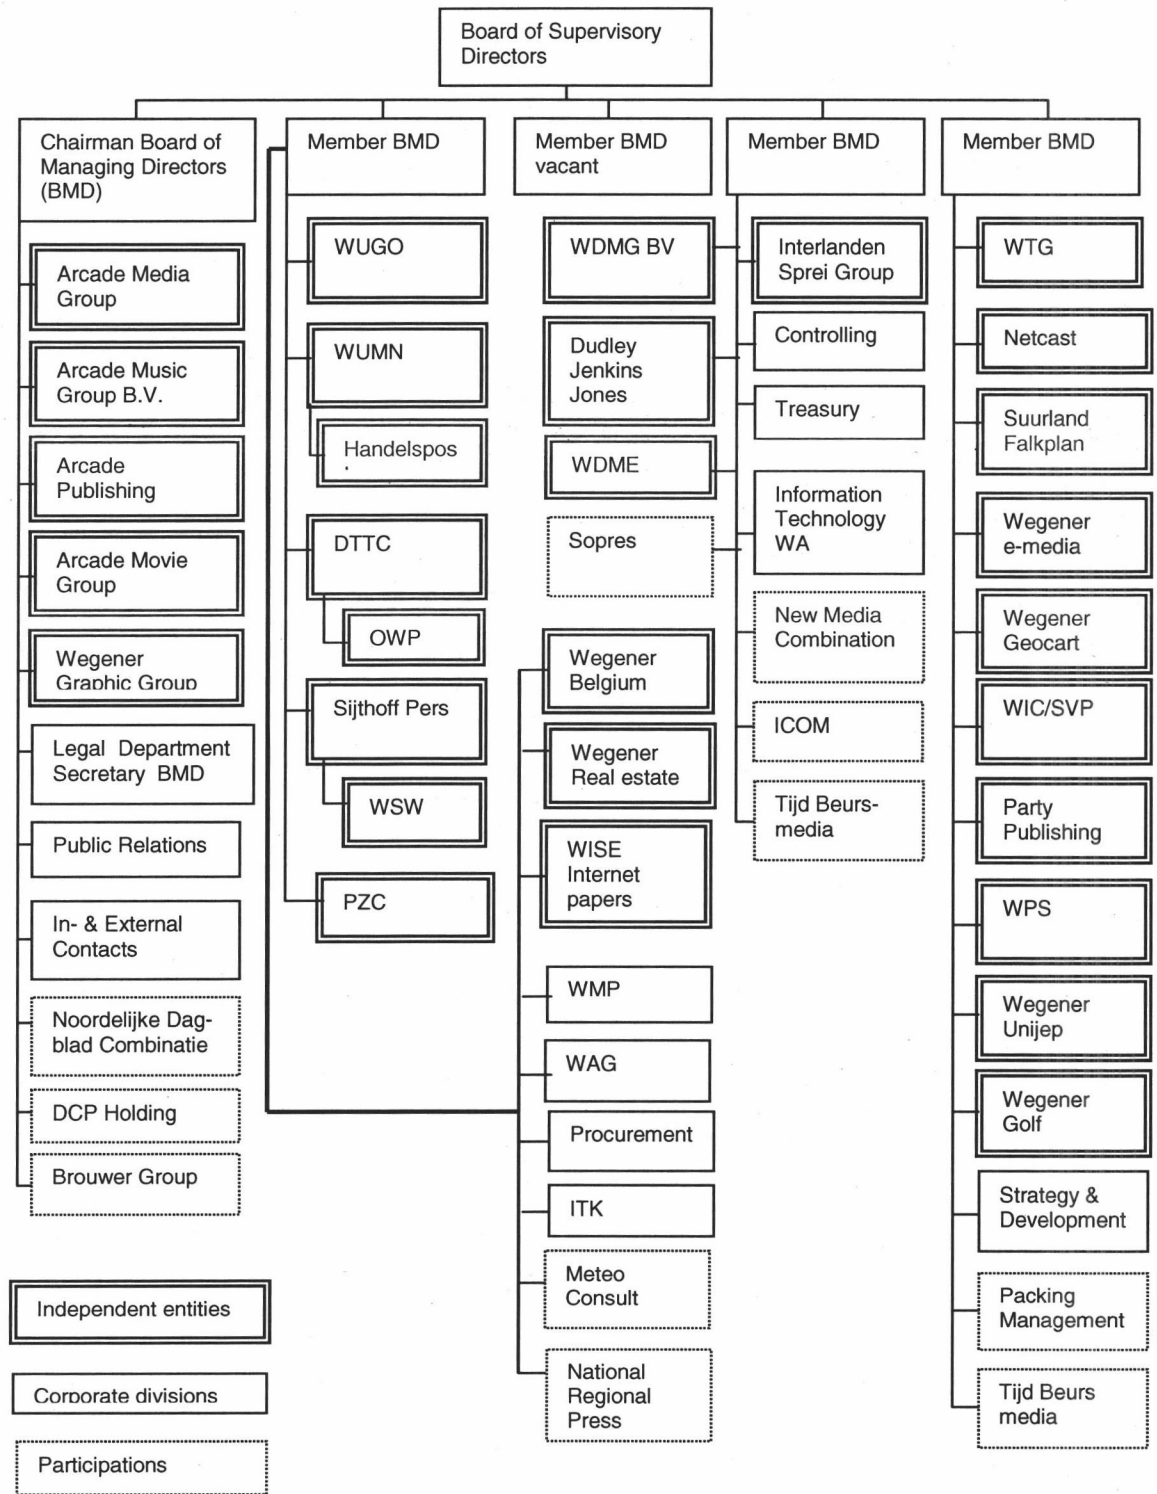 Board of Supervisory
Directors
Chairman Board of
Managing Directors
(BMD)
Arcade Media
Group
Arcade Music
Group B.V.
Arcade
Publishing
Arcade Movie
Group
Wegener
Graphic Group
Legal Department
Secretary BMD
Public Relations
In- & External
Contacts
Noordelijke Dag-
blad Combinatie
DCP Holding
Brouwer Group
Member BMD
WUGO
WUMN
Handelspos
DTTC
OWP
Sijthoff Pers
WSW
PZC
Member BMD
vacant
WDMG BV
Dudley
Jenkins
Jones
WDME
Sopres
Wegener
Belgium
Wegener
Real estate
WISE
Internet
papers
WMP
WAG
Procurement
ITK
Meteo
Consult
National
Regional
Press
Member BMD
Interlanden
Sprei Group
Controlling
Treasury
Information
Technology
WA
New Media
Combination
ICOM
Tijd Beurs-
media
Member BMD
WTG
Netcast
Suurland
Falkplan
Wegener
e-media
Wegener
Geocart
WIC/SVP
Party
Publishing
WPS
Wegener
Unijep
Wegener
Golf
Strategy &
Development
Packing
Management
Tijd Beurs
media
Independent entities
Corporate divisions
Participations